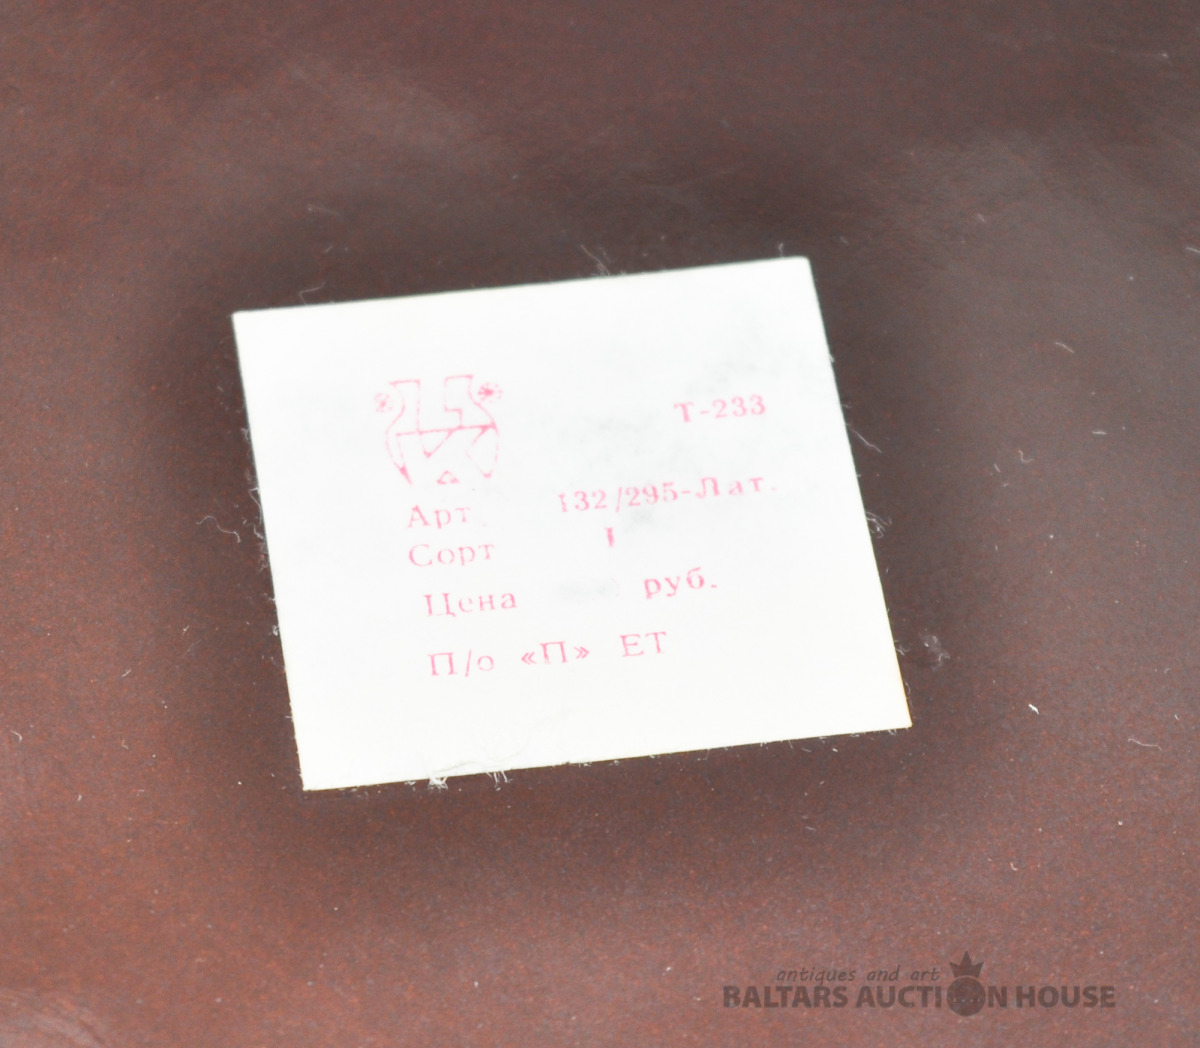 Т-233
Арт 132/295-Лат.
Сорт I
Цена руб.
П/о «П» ЕТ
antiques and art
BALTARS AUCTION HOUSE